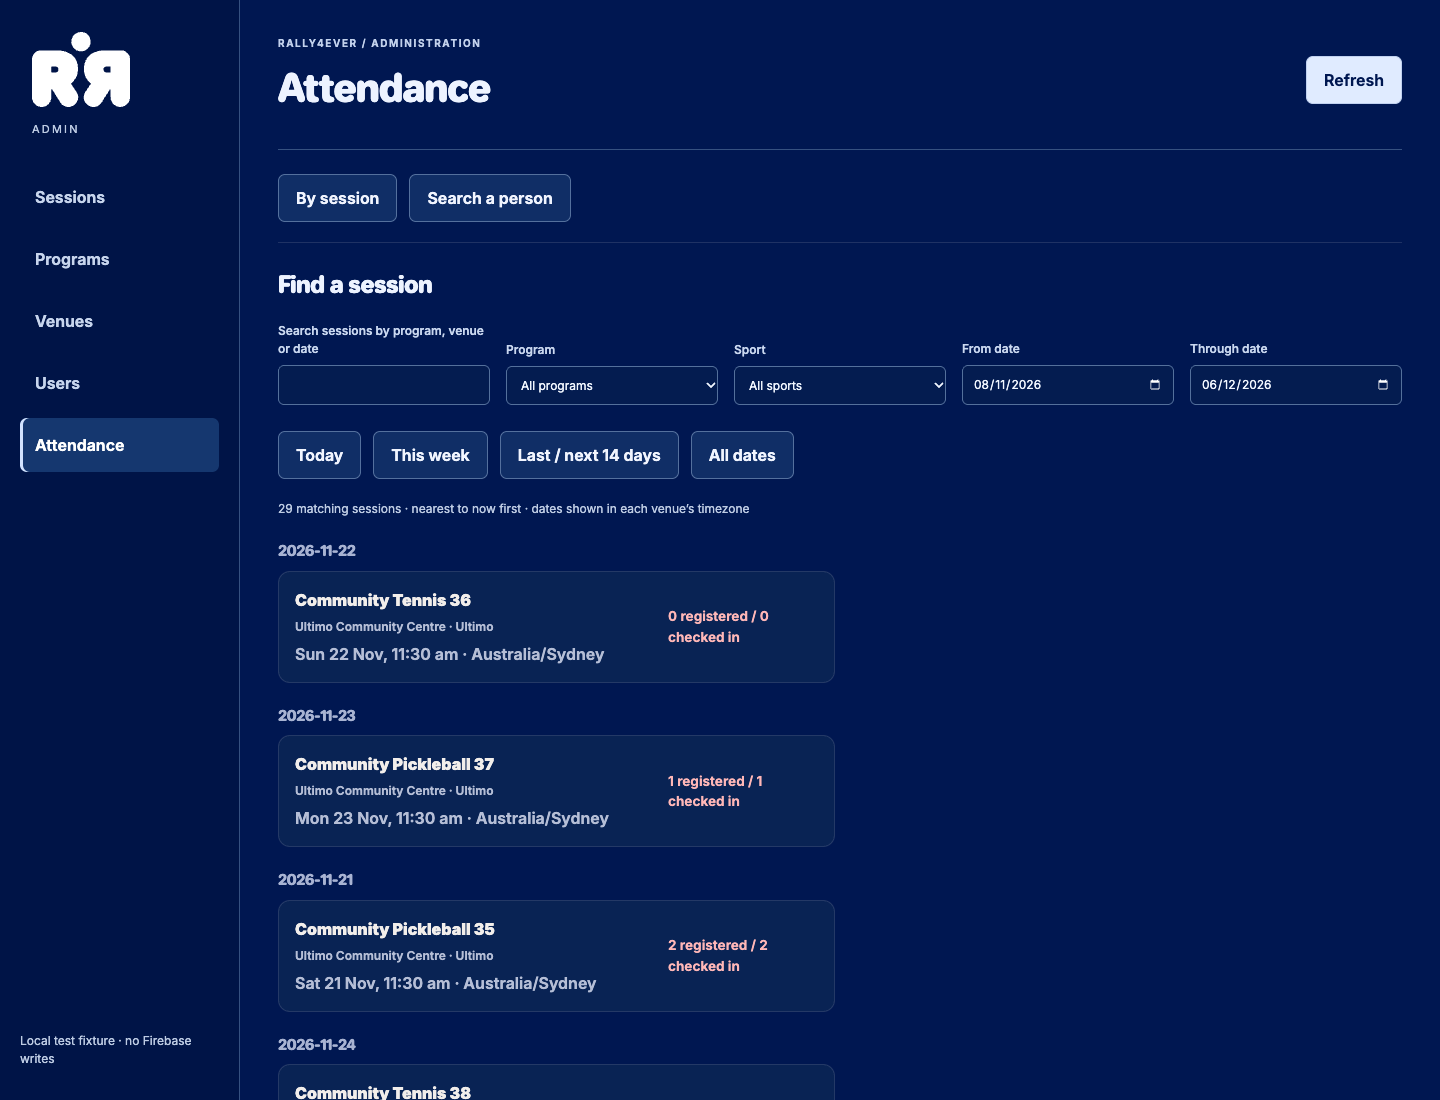 RR
ADMIN
Sessions
Programs
Venues
Users
Attendance
Local test fixture · no Firebase
writes
RALLY4EVER / ADMINISTRATION
Attendance
Refresh
By session
Search a person
Find a session
Search sessions by program, venue
or date
Program
All programs
Sport
All sports
From date
08/11/2026
Through date
06/12/2026
Today
This week
Last / next 14 days
All dates
29 matching sessions · nearest to now first · dates shown in each venue’s timezone
2026-11-22
Community Tennis 36
Ultimo Community Centre · Ultimo
Sun 22 Nov, 11:30 am · Australia/Sydney
0 registered / 0
checked in
2026-11-23
Community Pickleball 37
Ultimo Community Centre · Ultimo
Mon 23 Nov, 11:30 am · Australia/Sydney
1 registered / 1
checked in
2026-11-21
Community Pickleball 35
Ultimo Community Centre · Ultimo
Sat 21 Nov, 11:30 am · Australia/Sydney
2 registered / 2
checked in
2026-11-24
Community Tennis 38